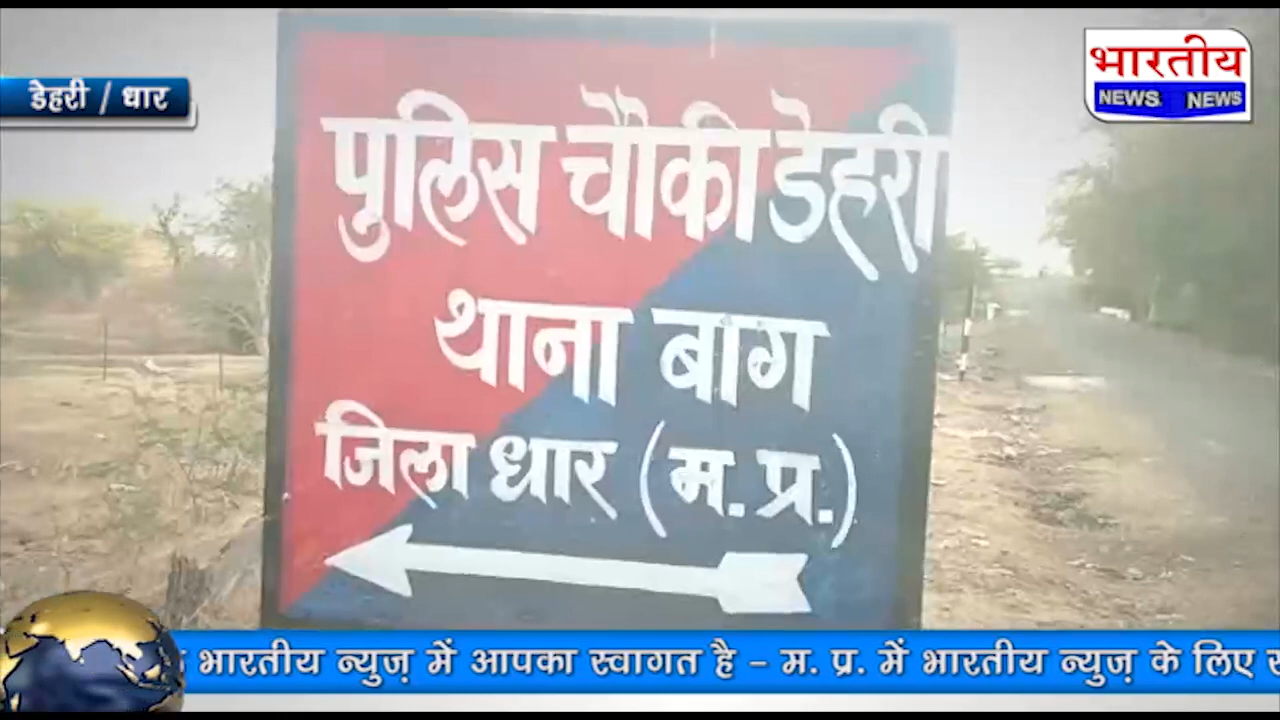 भारतीय
NEWS NEWS
डेहरी / धार
पुलिस चौकी डेहरी
थाना बाग
जिला धार (म. प्र.)
भारतीय न्युज़ में आपका स्वागत है - म. प्र. में भारतीय न्युज़ के लिए